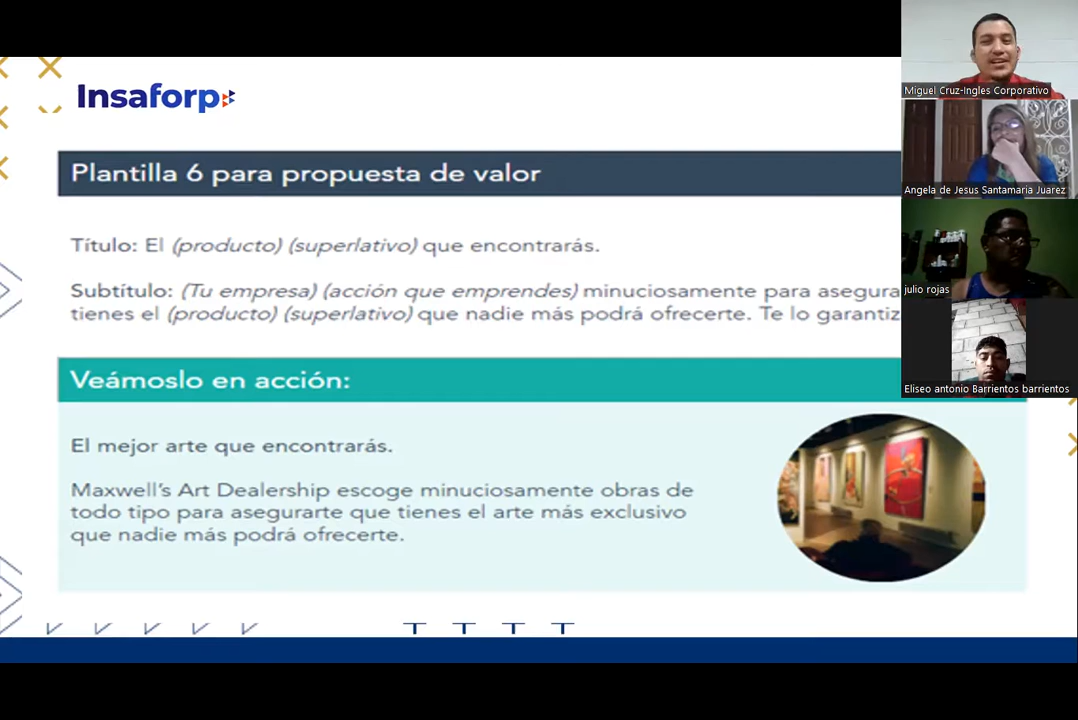 Insaforp
Plantilla 6 para propuesta de valor
Título: El (producto) (superlativo) que encontrarás.
Subtítulo: (Tu empresa) (acción que emprendes) minuciosamente para asegura
tienes el (producto) (superlativo) que nadie más podrá ofrecerte. Te lo garantiz
Veámoslo en acción:
El mejor arte que encontrarás.
Maxwell's Art Dealership escoge minuciosamente obras de
todo tipo para asegurarte que tienes el arte más exclusivo
que nadie más podrá ofrecerte.
Miguel Cruz-Ingles Corporativo
Angela de Jesus Santamaria Juarez
julio rojas
Eliseo antonio Barrientos barrientos